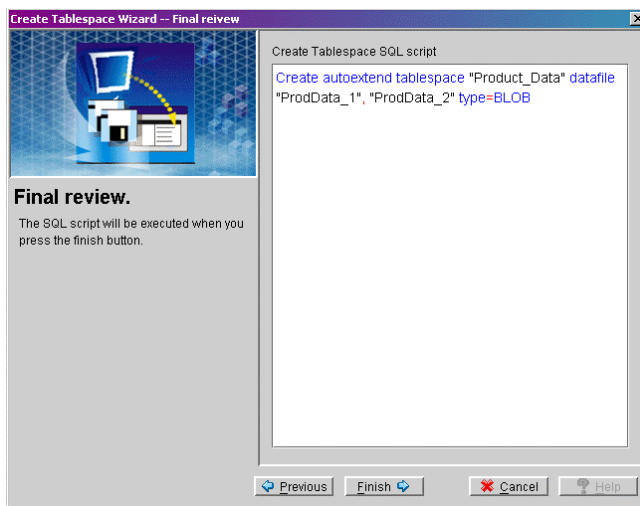 Create Tablespace Wizard -- Final reivew
Final review.
The SQL script will be executed when you
press the finish button.
Create Tablespace SQL script
Create autoextend tablespace "Product_Data" datafile
"ProdData_1", "ProdData_2" type=BLOB
Previous
Finish
Cancel
Help